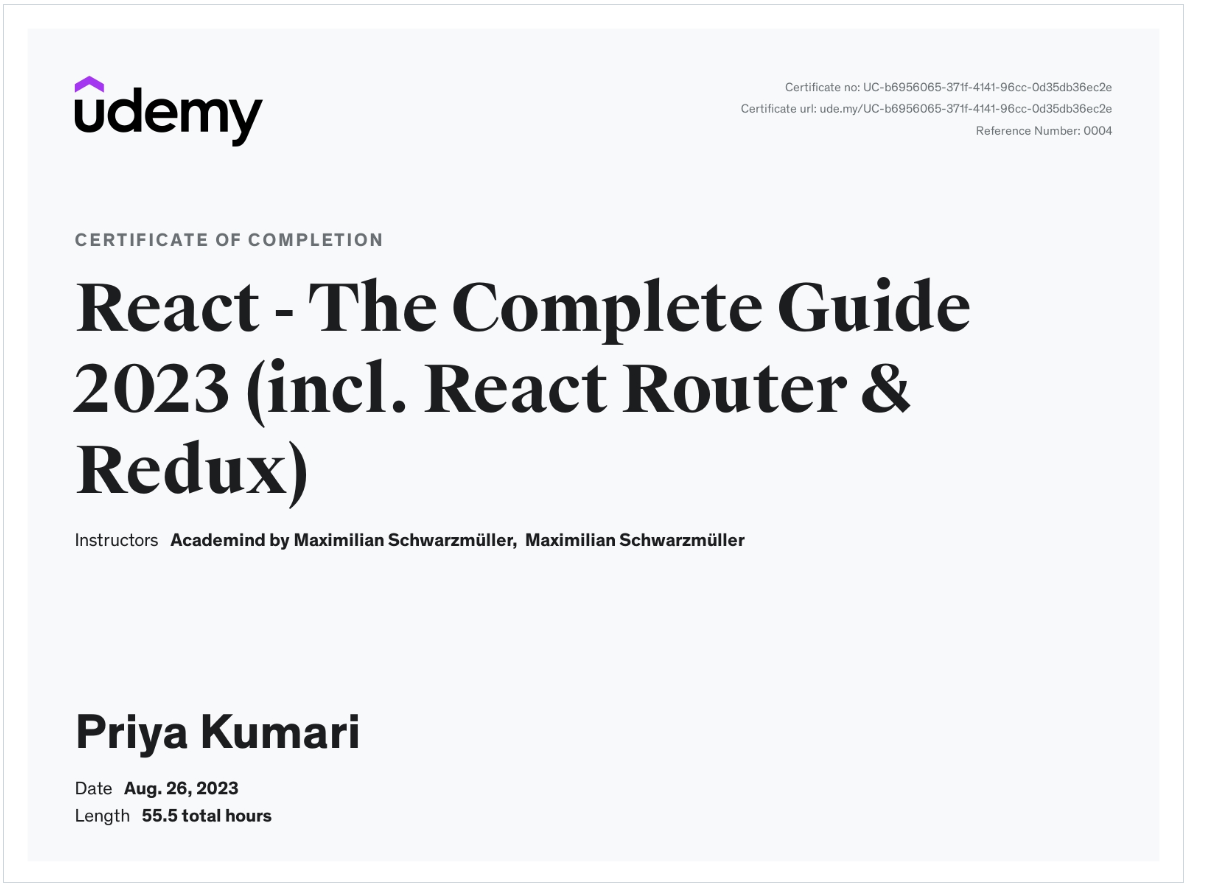 udemy
Certificate no: UC-b6956065-371f-4141-96cc-0d35db36ec2e
Certificate url: ude.my/UC-b6956065-371f-4141-96cc-0d35db36ec2e
Reference Number: 0004
CERTIFICATE OF COMPLETION
React - The Complete Guide
2023 (incl. React Router &
Redux)
Instructors Academind by Maximilian Schwarzmüller, Maximilian Schwarzmüller
Priya Kumari
Date Aug. 26, 2023
Length 55.5 total hours